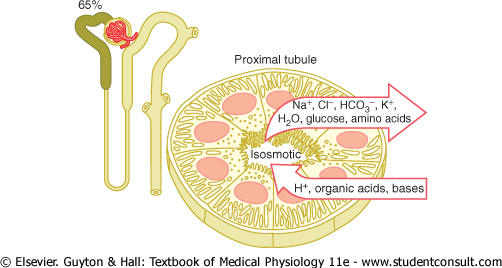 65%
Proximal tubule
Na⁺, Cl⁻, HCO₃⁻, K⁺,
H₂O, glucose, amino acids
Isosmotic
H⁺, organic acids, bases
© Elsevier. Guyton & Hall: Textbook of Medical Physiology 11e - www.studentconsult.com